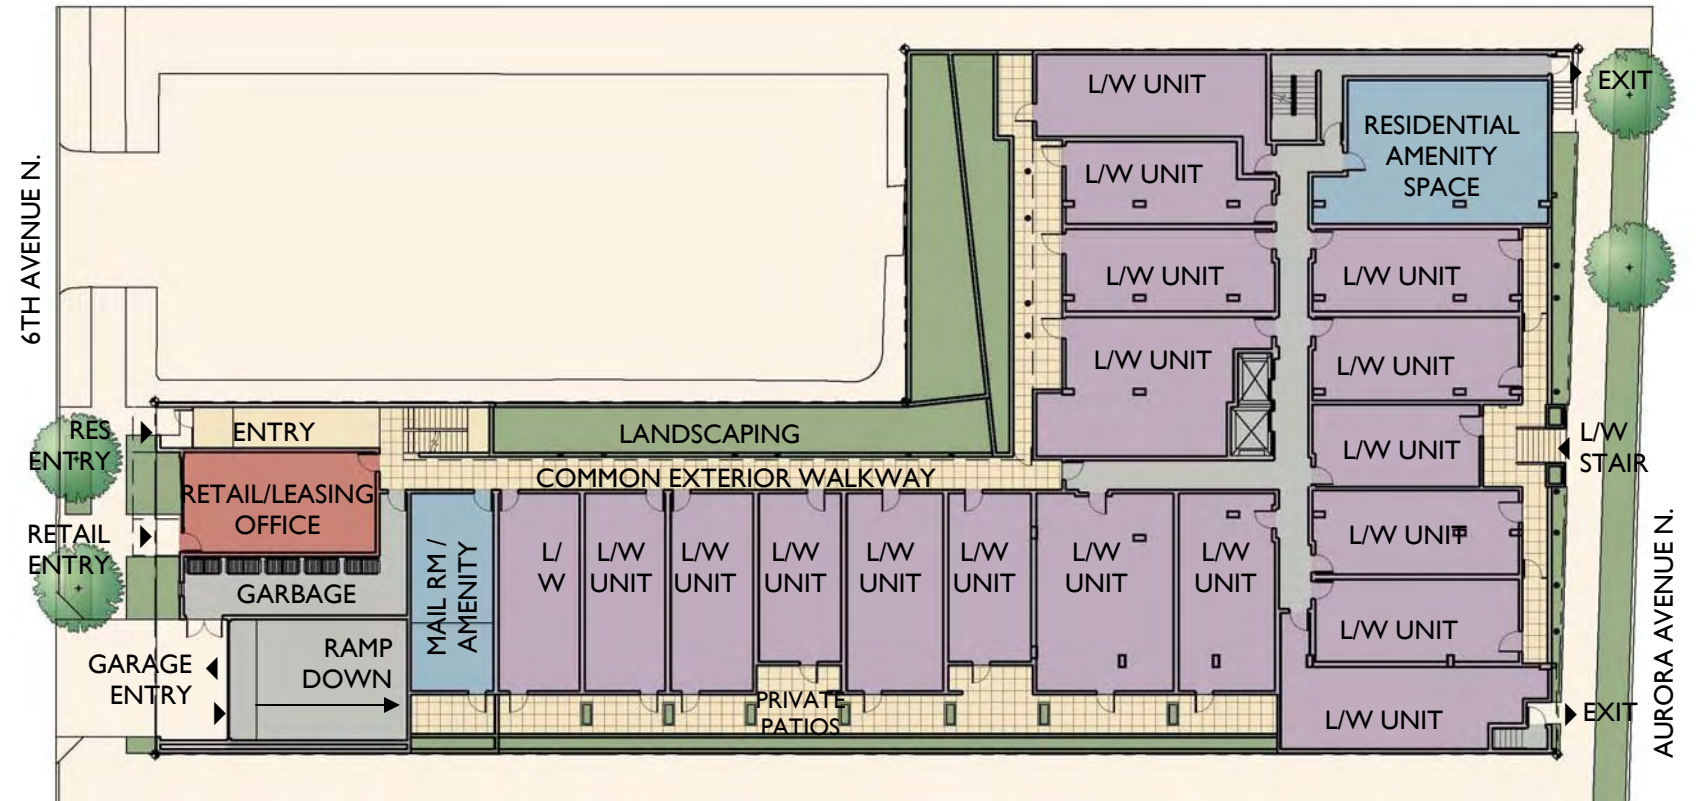 L/W UNIT
EXIT
RESIDENTIAL
AMENITY
SPACE
L/W UNIT
6TH AVENUE N.
L/W UNIT
L/W UNIT
L/W UNIT
L/W UNIT
RES
ENTRY
ENTRY
LANDSCAPING
L/W UNIT
L/W
STAIR
COMMON EXTERIOR WALKWAY
RETAIL/LEASING
OFFICE
RETAIL
ENTRY
L/W UNIT
GARBAGE
MAIL RM /
AMENITY
L/
W
L/W
UNIT
L/W
UNIT
L/W
UNIT
L/W
UNIT
L/W
UNIT
L/W
UNIT
L/W
UNIT
L/W UNIT
AURORA AVENUE N.
GARAGE
ENTRY
RAMP
DOWN
PRIVATE
PATIOS
L/W UNIT
EXIT